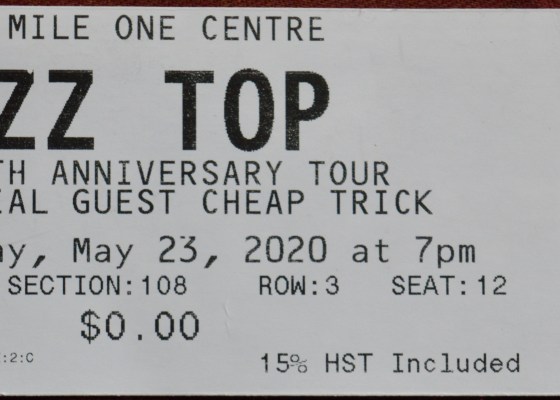 MILE ONE CENTRE
ZZ TOP
TH ANNIVERSARY TOUR
IAL GUEST CHEAP TRICK
ay, May 23, 2020 at 7pm
SECTION:108 ROW:3 SEAT:12
$0.00
:2:C 15% HST Included